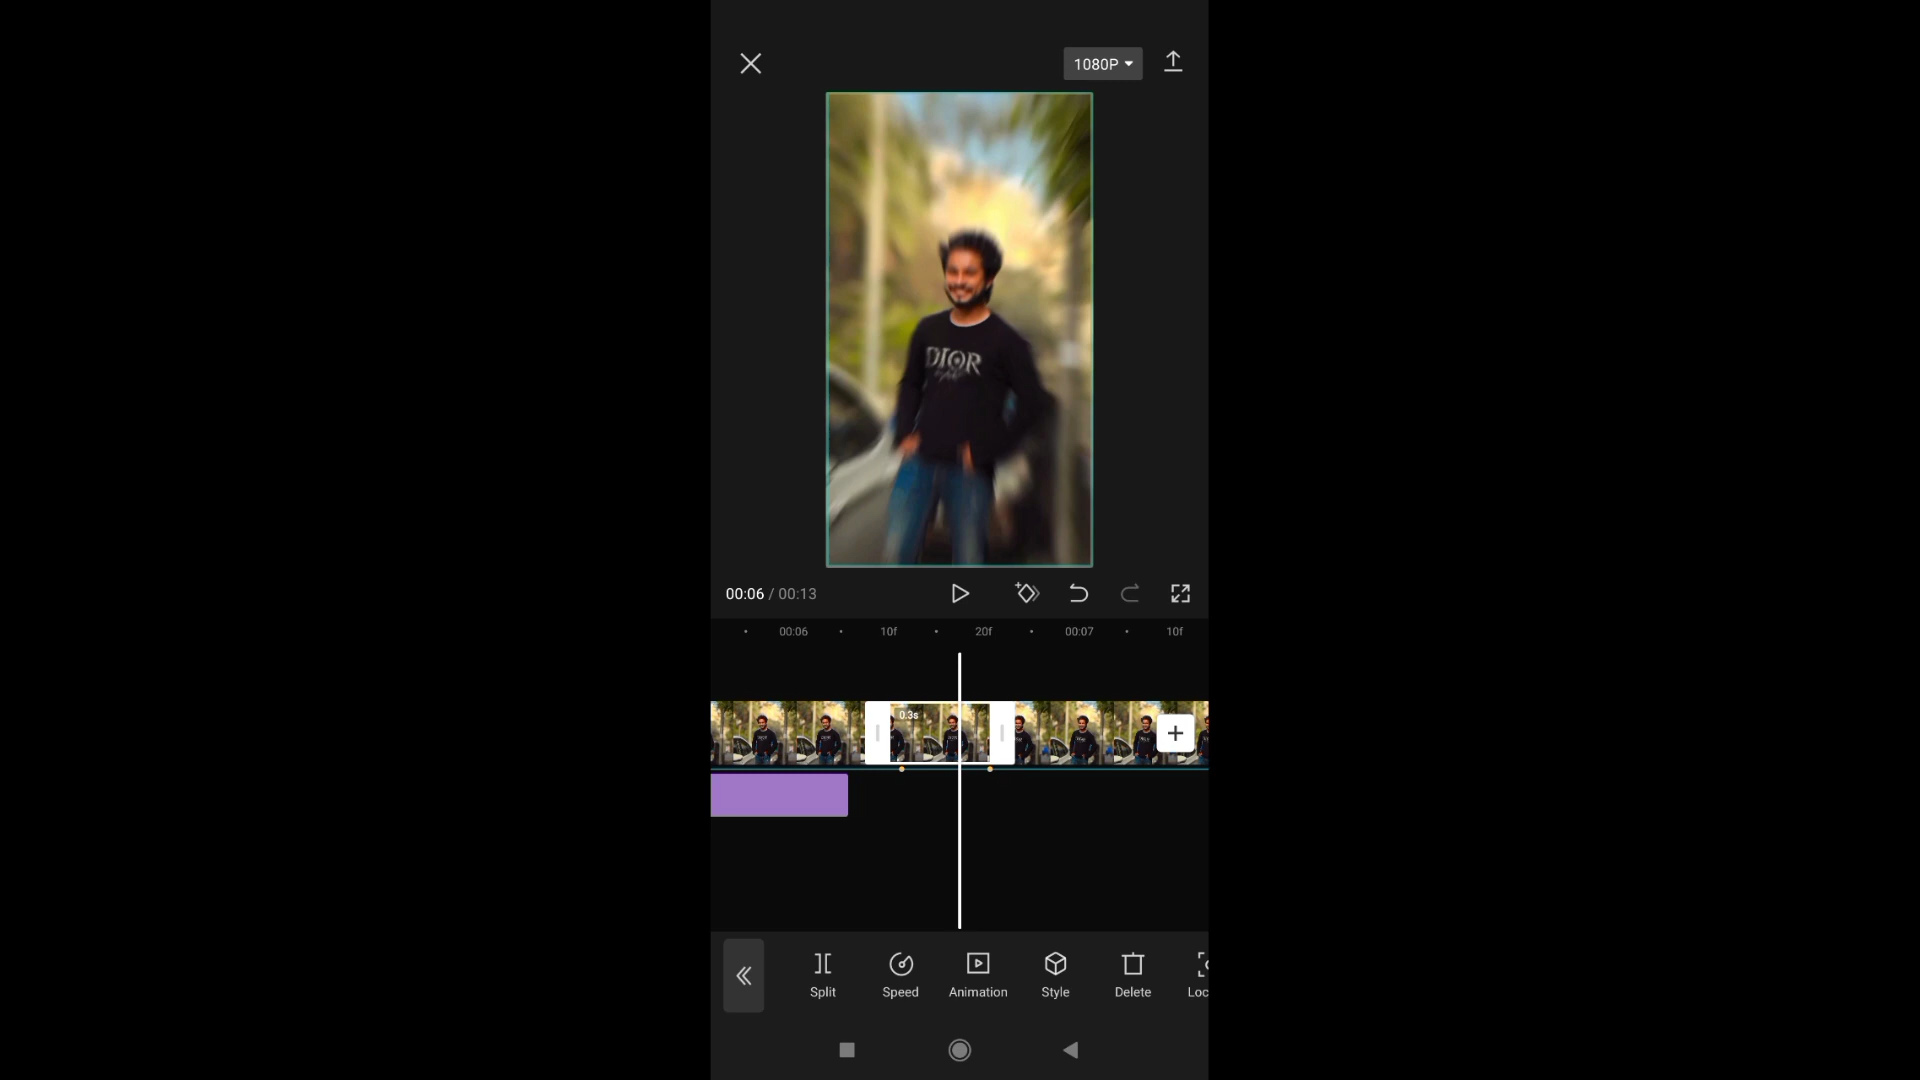 1080P
DIOR
00:06 / 00:13
00:06 10f 20f 00:07 10f
0.3s
Split Speed Animation Style Delete Loc